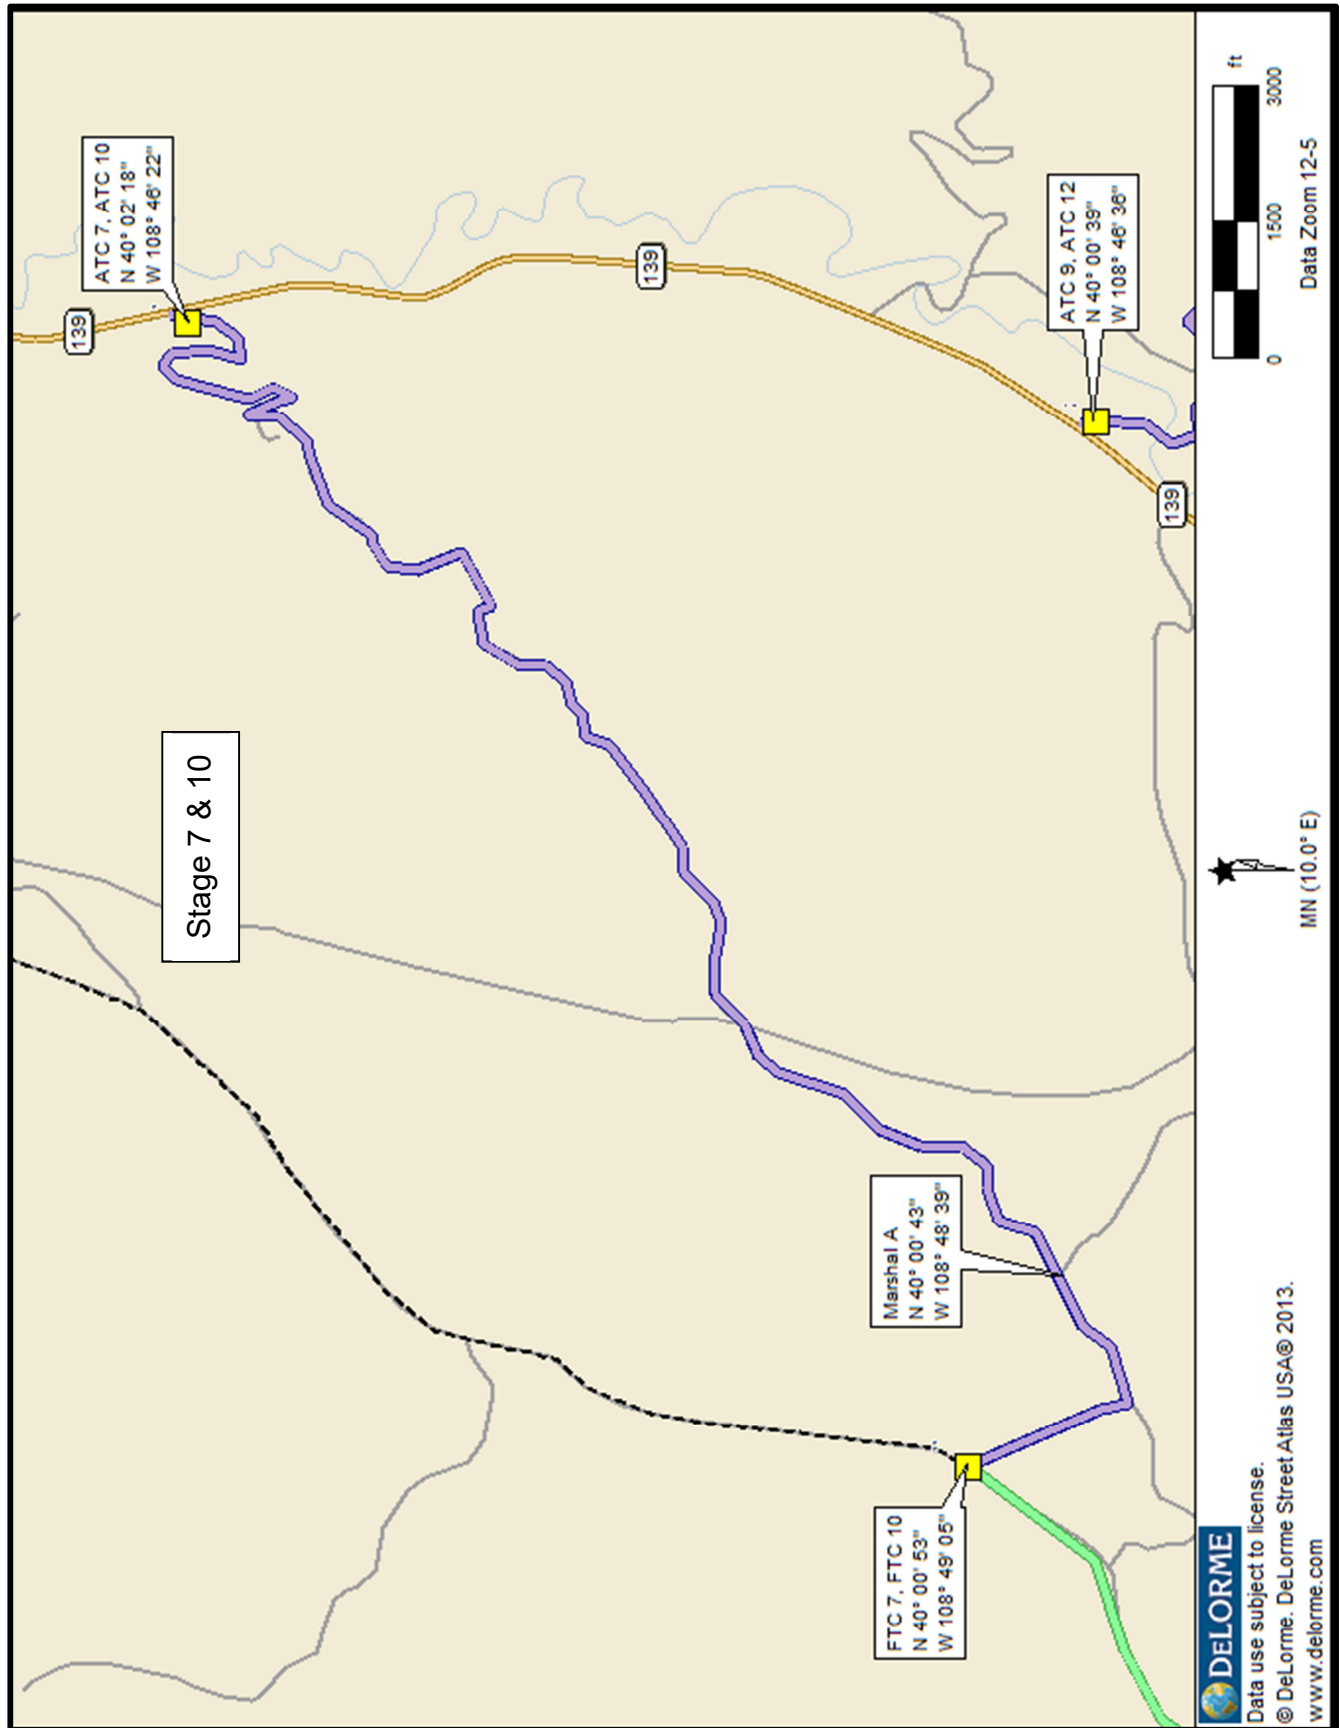 Stage 7 & 10
139
ATC 7, ATC 10
N 40° 02' 18"
W 108° 46' 22"
139
FTC 7, FTC 10
N 40° 00' 53"
W 108° 49' 05"
Marshal A
N 40° 00' 43"
W 108° 48' 39"
ATC 9, ATC 12
N 40° 00' 39"
W 108° 46' 36"
139
DELORME
Data use subject to license.
© DeLorme. DeLorme Street Atlas USA® 2013.
www.delorme.com
MN (10.0° E)
ft
0 1500 3000
Data Zoom 12-5